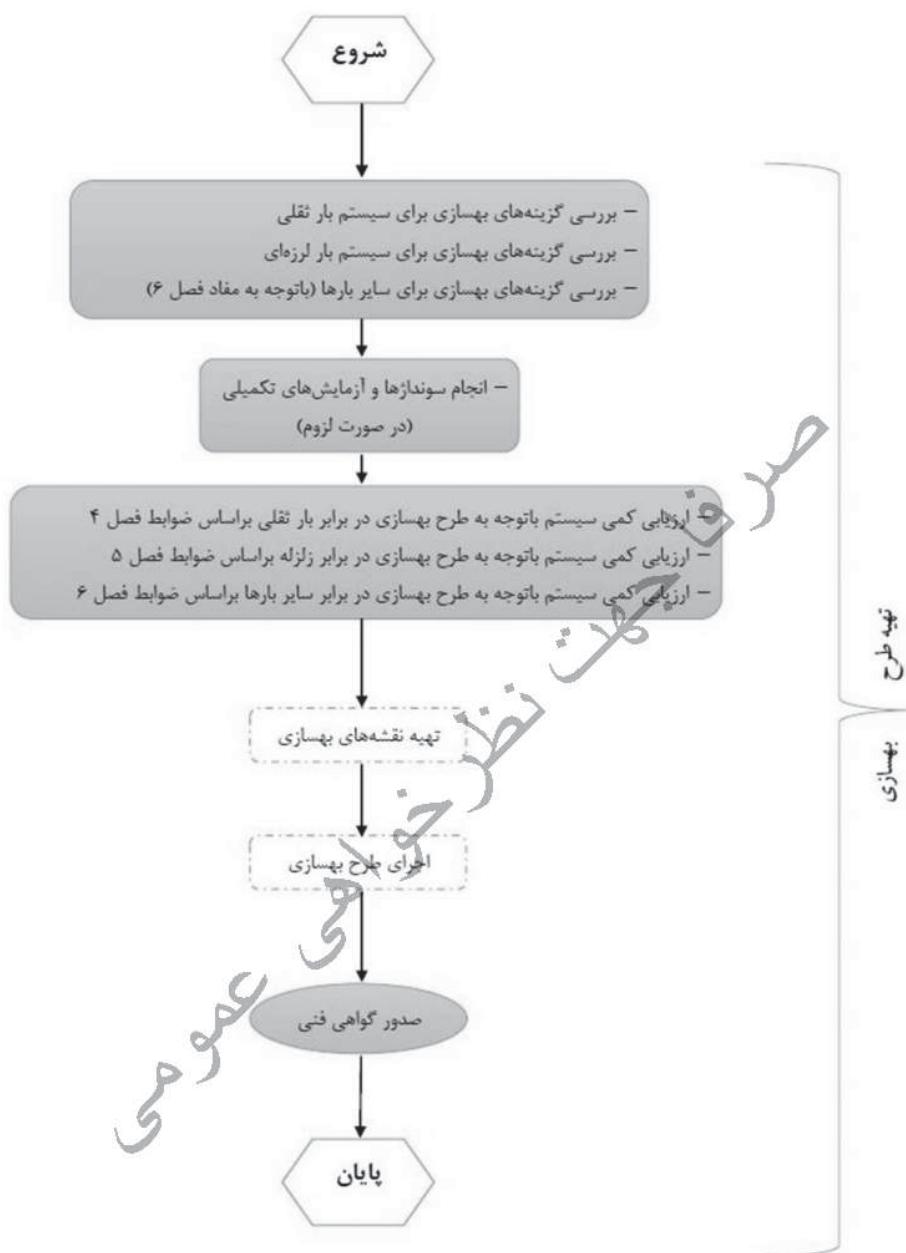 شروع
– بررسی گزینه‌های بهسازی برای سیستم بار ثقلی
– بررسی گزینه‌های بهسازی برای سیستم بار لرزه‌ای
– بررسی گزینه‌های بهسازی برای سایر بارها (باتوجه به مفاد فصل ۶)
– انجام سونداژها و آزمایش‌های تکمیلی
(در صورت لزوم)
– ارزیابی کمی سیستم باتوجه به طرح بهسازی در برابر بار ثقلی براساس ضوابط فصل ۴
– ارزیابی کمی سیستم باتوجه به طرح بهسازی در برابر زلزله براساس ضوابط فصل ۵
– ارزیابی کمی سیستم باتوجه به طرح بهسازی در برابر سایر بارها براساس ضوابط فصل ۶
تهیه نقشه‌های بهسازی
اجرای طرح بهسازی
صدور گواهی فنی
پایان
تهیه طرح
بهسازی
صرفا جهت نظرخواهی عمومی